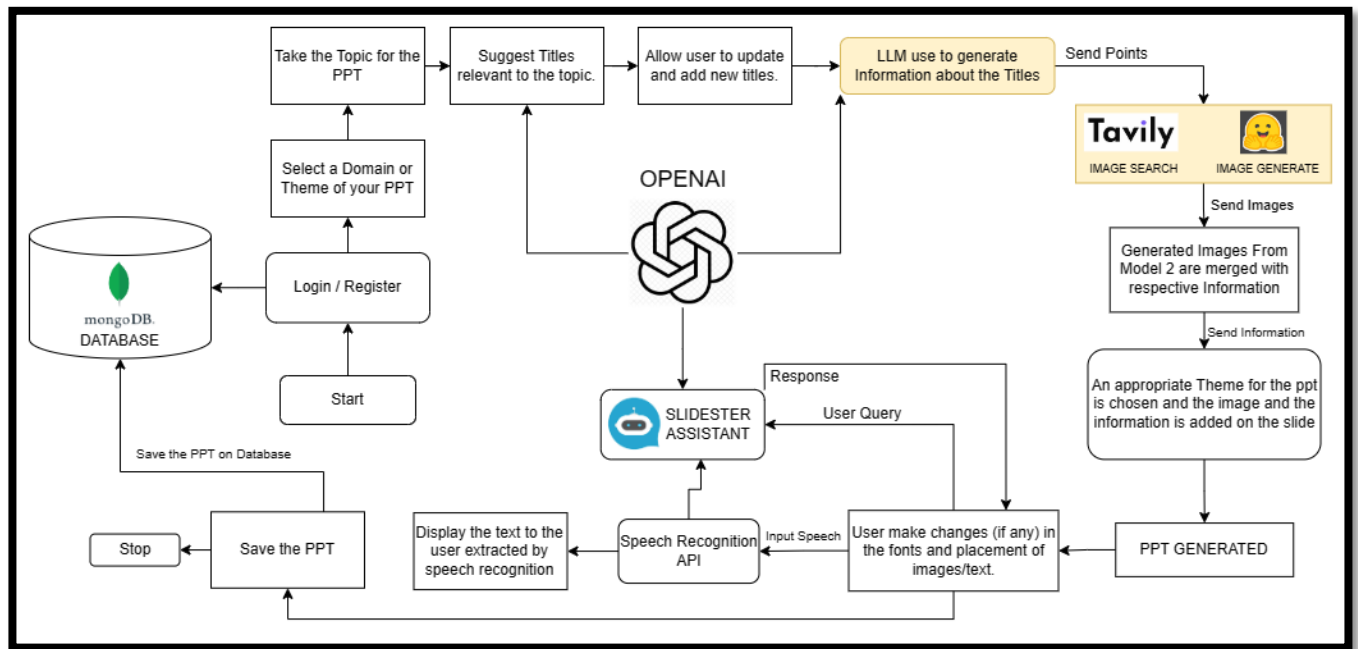 Take the Topic for the
PPT
Suggest Titles
relevant to the topic.
Allow user to update
and add new titles.
LLM use to generate
Information about the Titles
Send Points
Tavily
IMAGE SEARCH
IMAGE GENERATE
Select a Domain or
Theme of your PPT
OPENAI
Send Images
Generated Images From
Model 2 are merged with
respective Information
mongoDB.
DATABASE
Login / Register
Send Information
Start
Response
An appropriate Theme for the ppt
is chosen and the image and the
information is added on the slide
SLIDESTER
ASSISTANT
User Query
Save the PPT on Database
Stop
Save the PPT
Display the text to the
user extracted by
speech recognition
Speech Recognition
API
Input Speech
User make changes (if any) in
the fonts and placement of
images/text.
PPT GENERATED